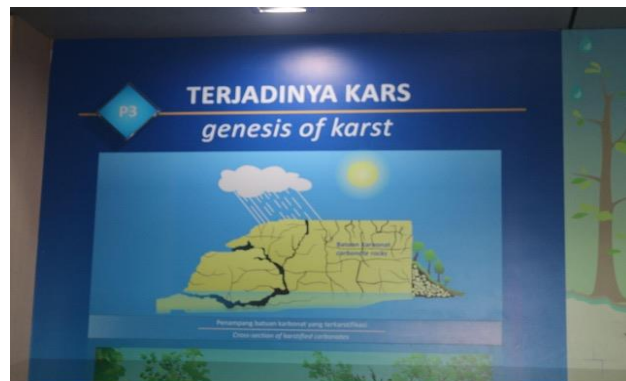 P3
TERJADINYA KARS
genesis of karst
Batuan karbonat
carbonate rocks
Penampang batuan karbonat yang terkarstifikasi
Cross-section of karstified carbonates